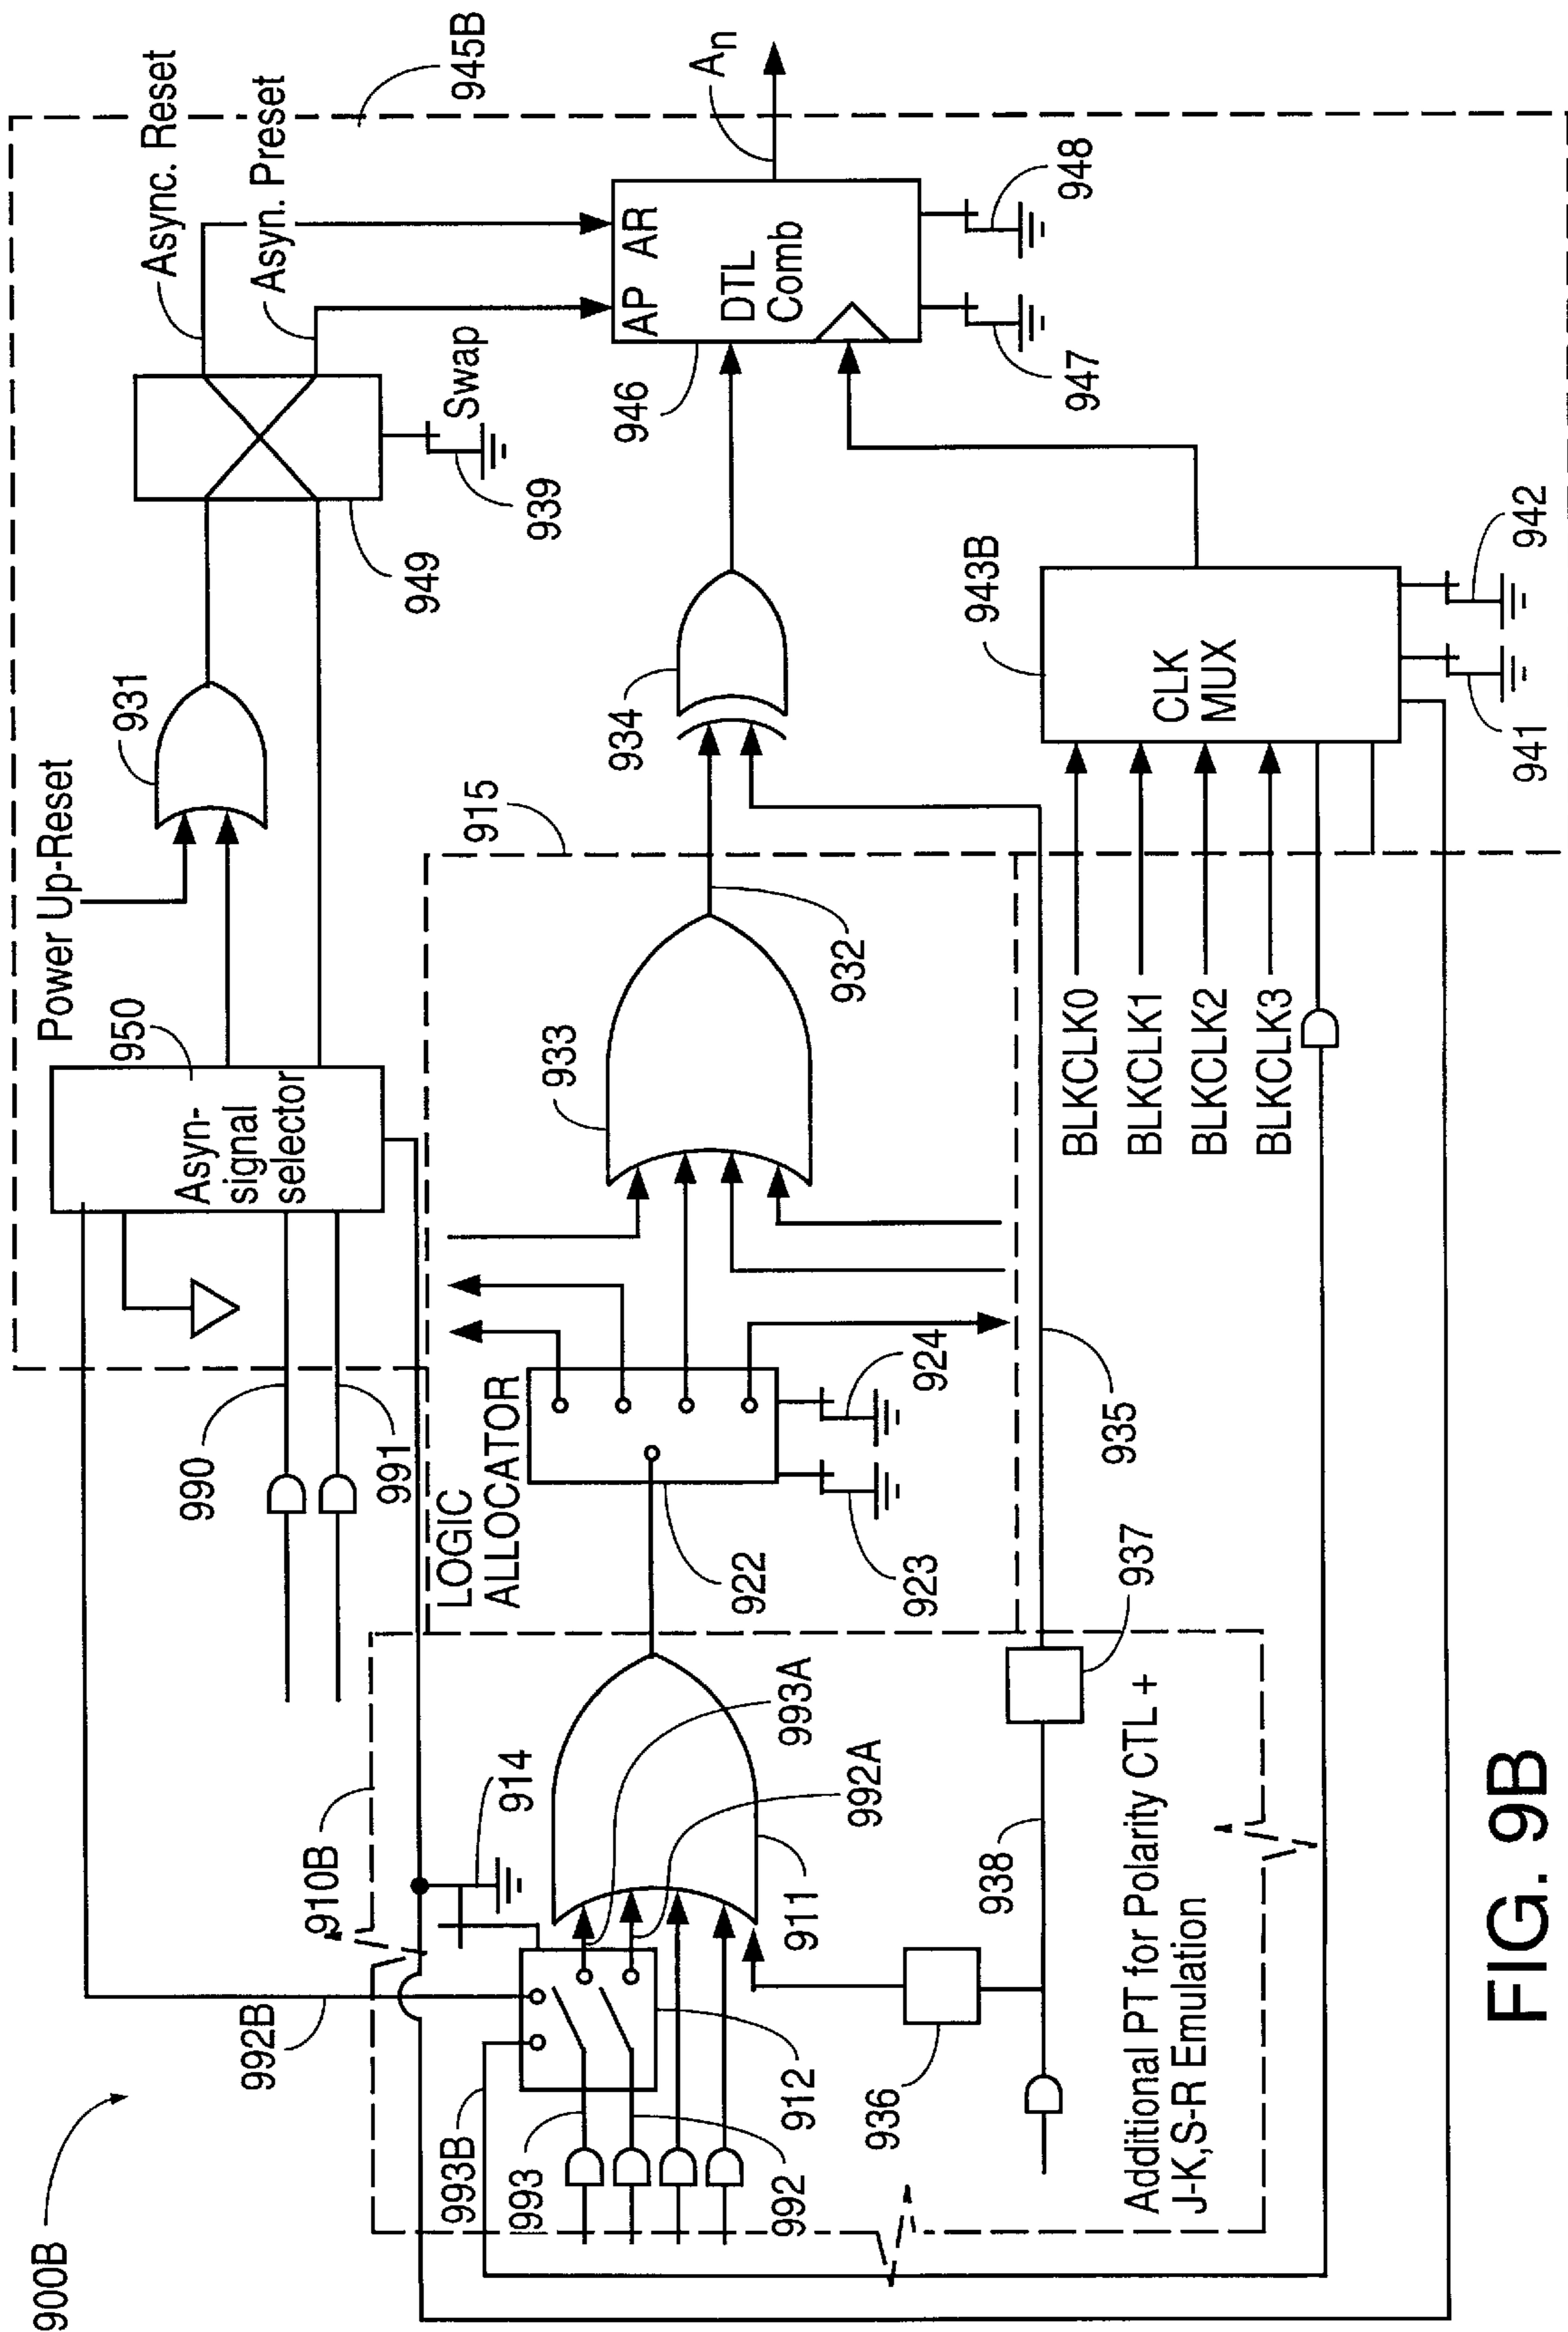 900B
992B
993B
993
992
912
910B
914
993A
992A
911
936
938
937
Additional PT for Polarity CTL +
J-K,S-R Emulation
990
991
LOGIC
ALLOCATOR
922
923
924
935
Asyn-
signal
selector
950
Power Up-Reset
931
933
932
915
934
BLKCLK0
BLKCLK1
BLKCLK2
BLKCLK3
CLK
MUX
943B
941
942
949
939
Swap
Async. Reset
Asyn. Preset
945B
AP AR
DTL
Comb
946
947
948
An
FIG. 9B